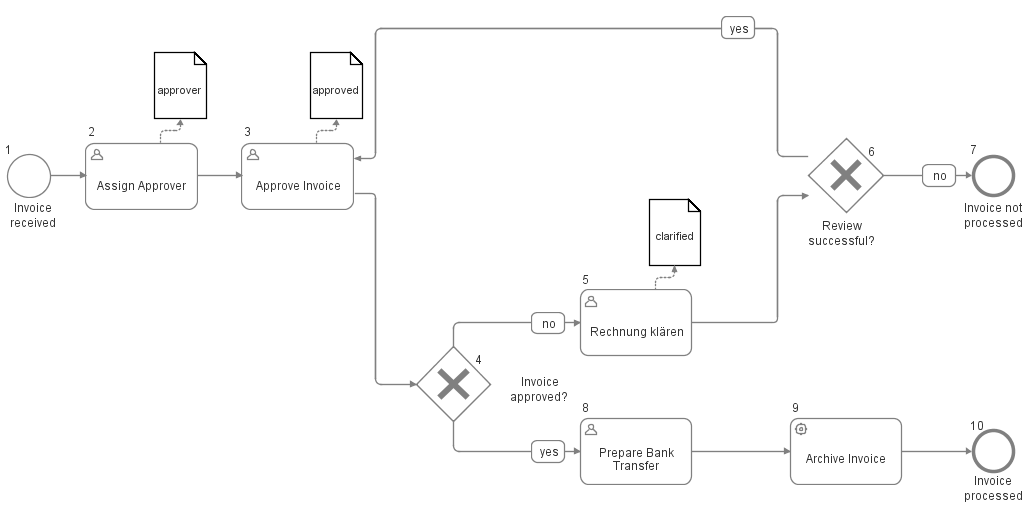 yes
approver
approved
1
2
3
6
7
Assign Approver
Approve Invoice
no
Invoice
received
Invoice not
processed
Review
successful?
clarified
5
no
Rechnung klären
4
Invoice
approved?
8
9
10
yes
Prepare Bank
Transfer
Archive Invoice
Invoice
processed